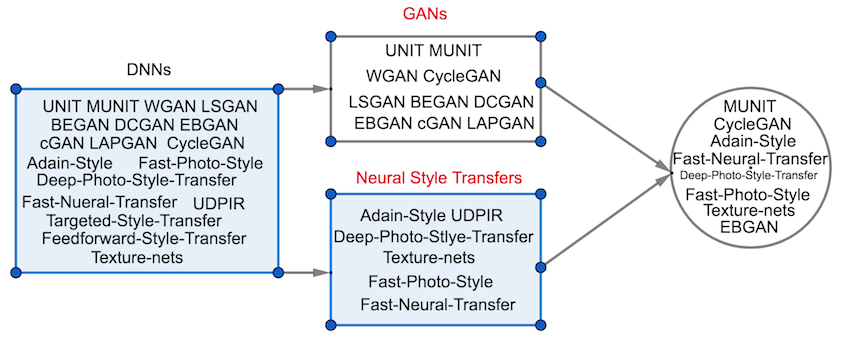 DNNs
UNIT MUNIT WGAN LSGAN
BEGAN DCGAN EBGAN
cGAN LAPGAN CycleGAN
Adain-Style Fast-Photo-Style
Deep-Photo-Style-Transfer
Fast-Nueral-Transfer UDPIR
Targeted-Style-Transfer
Feedforward-Style-Transfer
Texture-nets
GANs
UNIT MUNIT
WGAN CycleGAN
LSGAN BEGAN DCGAN
EBGAN cGAN LAPGAN
Neural Style Transfers
Adain-Style UDPIR
Deep-Photo-Stlye-Transfer
Texture-nets
Fast-Photo-Style
Fast-Neural-Transfer
MUNIT
CycleGAN
Adain-Style
Fast-Neural-Transfer
Deep-Photo-Style-Transfer
Fast-Photo-Style
Texture-nets
EBGAN